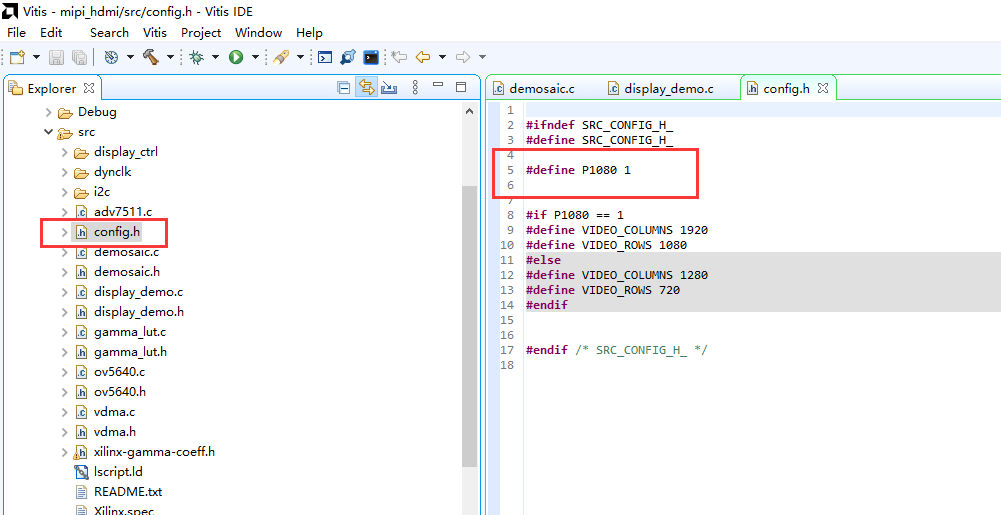 Vitis - mipi_hdmi/src/config.h - Vitis IDE
File Edit Search Vitis Project Window Help
Explorer
Debug
src
display_ctrl
dynclk
i2c
adv7511.c
config.h
demosaic.c
demosaic.h
display_demo.c
display_demo.h
gamma_lut.c
gamma_lut.h
ov5640.c
ov5640.h
vdma.c
vdma.h
xilinx-gamma-coeff.h
lscript.ld
README.txt
Xilinx.spec
demosaic.c display_demo.c config.h
1
2 #ifndef SRC_CONFIG_H_
3 #define SRC_CONFIG_H_
4
5 #define P1080 1
6
7
8 #if P1080 == 1
9 #define VIDEO_COLUMNS 1920
10 #define VIDEO_ROWS 1080
11 #else
12 #define VIDEO_COLUMNS 1280
13 #define VIDEO_ROWS 720
14 #endif
15
16
17 #endif /* SRC_CONFIG_H_ */
18